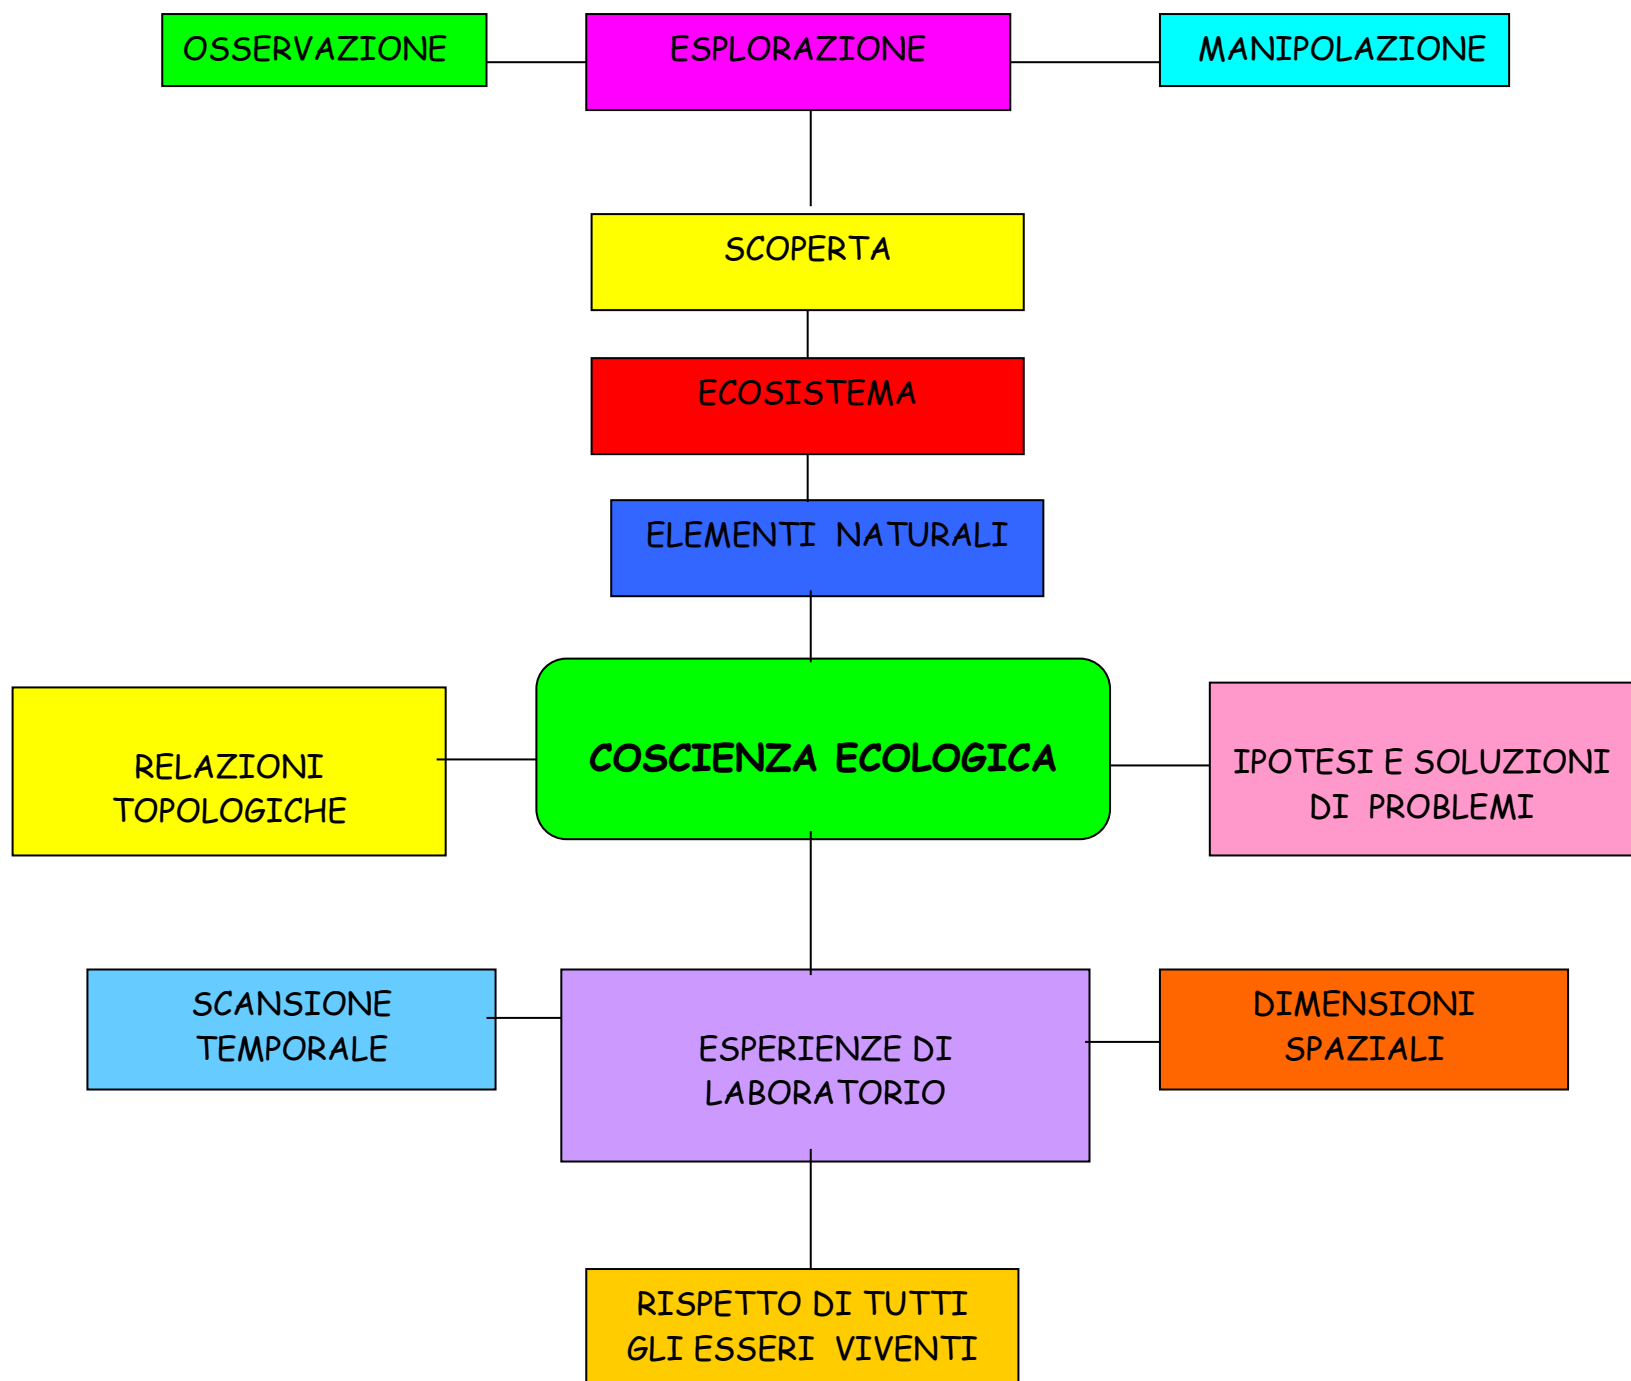 OSSERVAZIONE
ESPLORAZIONE
MANIPOLAZIONE
SCOPERTA
ECOSISTEMA
ELEMENTI NATURALI
RELAZIONI
TOPOLOGICHE
COSCIENZA ECOLOGICA
IPOTESI E SOLUZIONI
DI PROBLEMI
SCANSIONE
TEMPORALE
ESPERIENZE DI
LABORATORIO
DIMENSIONI
SPAZIALI
RISPETTO DI TUTTI
GLI ESSERI VIVENTI